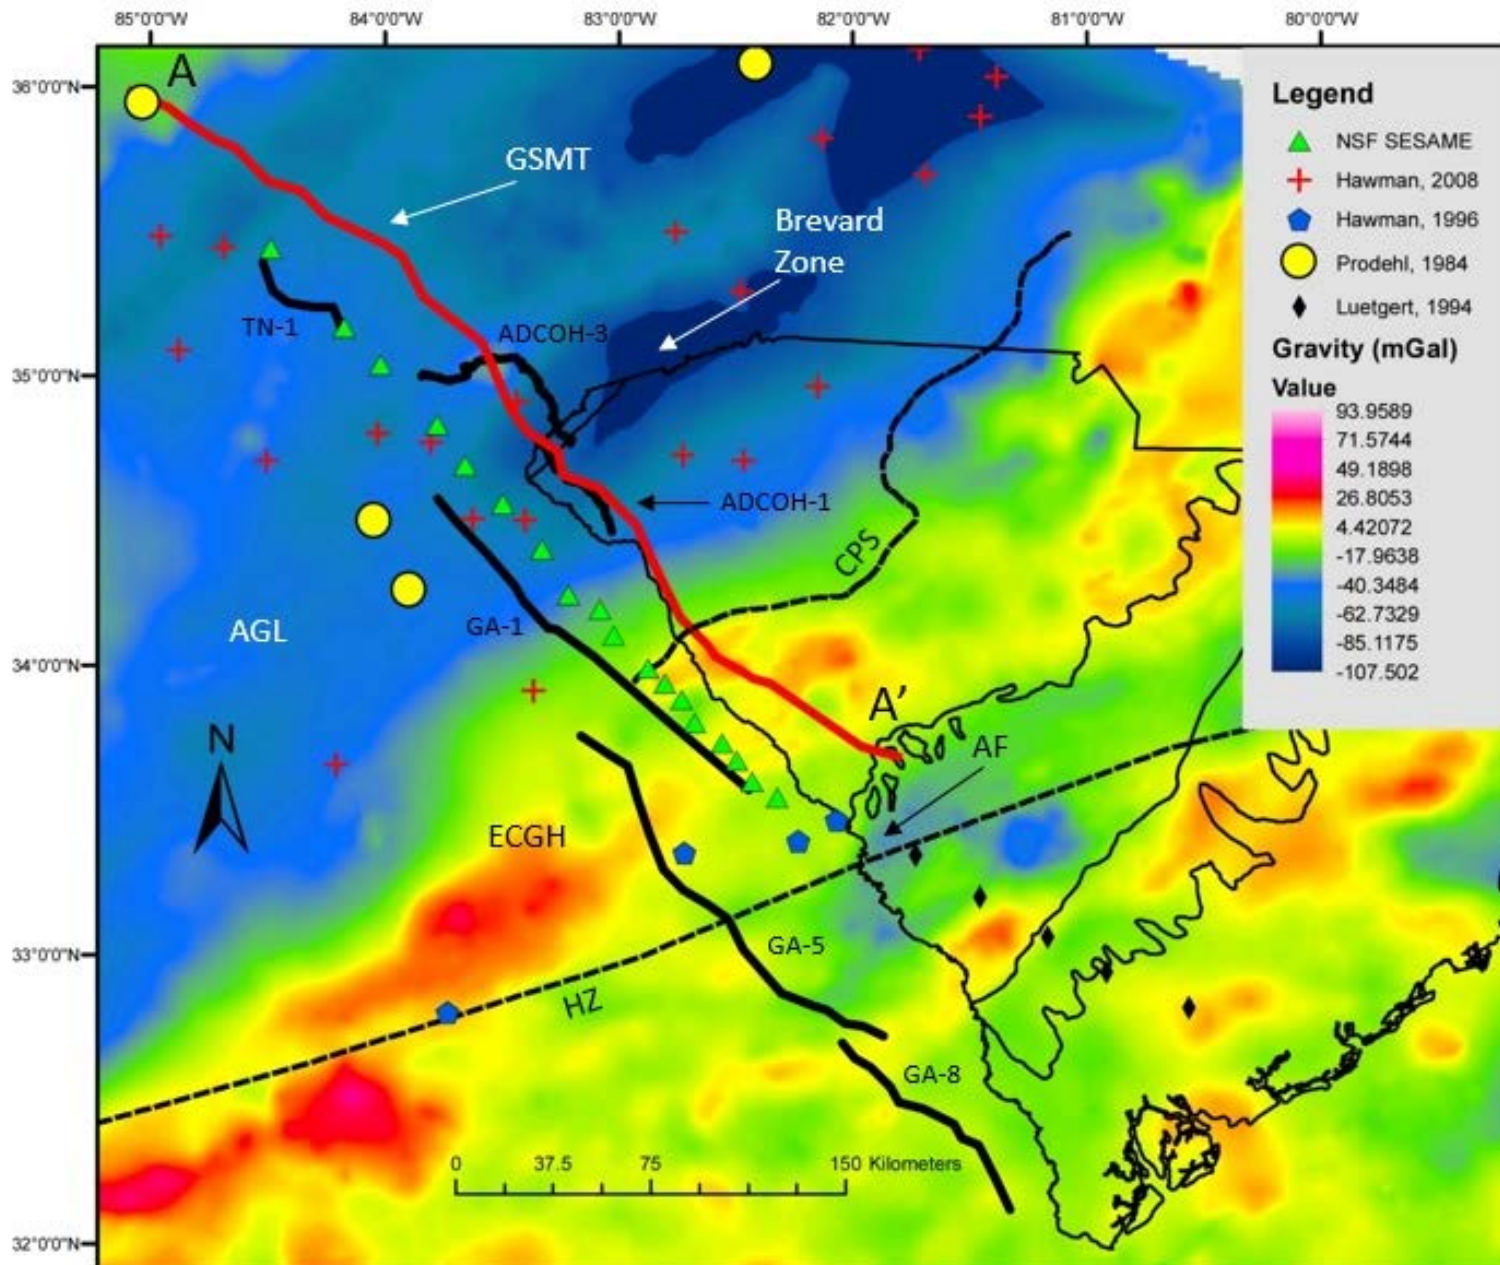 85°0'0"W
84°0'0"W
83°0'0"W
82°0'0"W
81°0'0"W
80°0'0"W
36°0'0"N
35°0'0"N
34°0'0"N
33°0'0"N
32°0'0"N
A
GSMT
Brevard
Zone
TN-1
ADCOH-3
ADCOH-1
CPS
GA-1
AGL
A’
AF
N
ECGH
GA-5
HZ
GA-8
0 37.5 75 150 Kilometers
Legend
NSF SESAME
Hawman, 2008
Hawman, 1996
Prodehl, 1984
Luetgert, 1994
Gravity (mGal)
Value
93.9589
71.5744
49.1898
26.8053
4.42072
-17.9638
-40.3484
-62.7329
-85.1175
-107.502